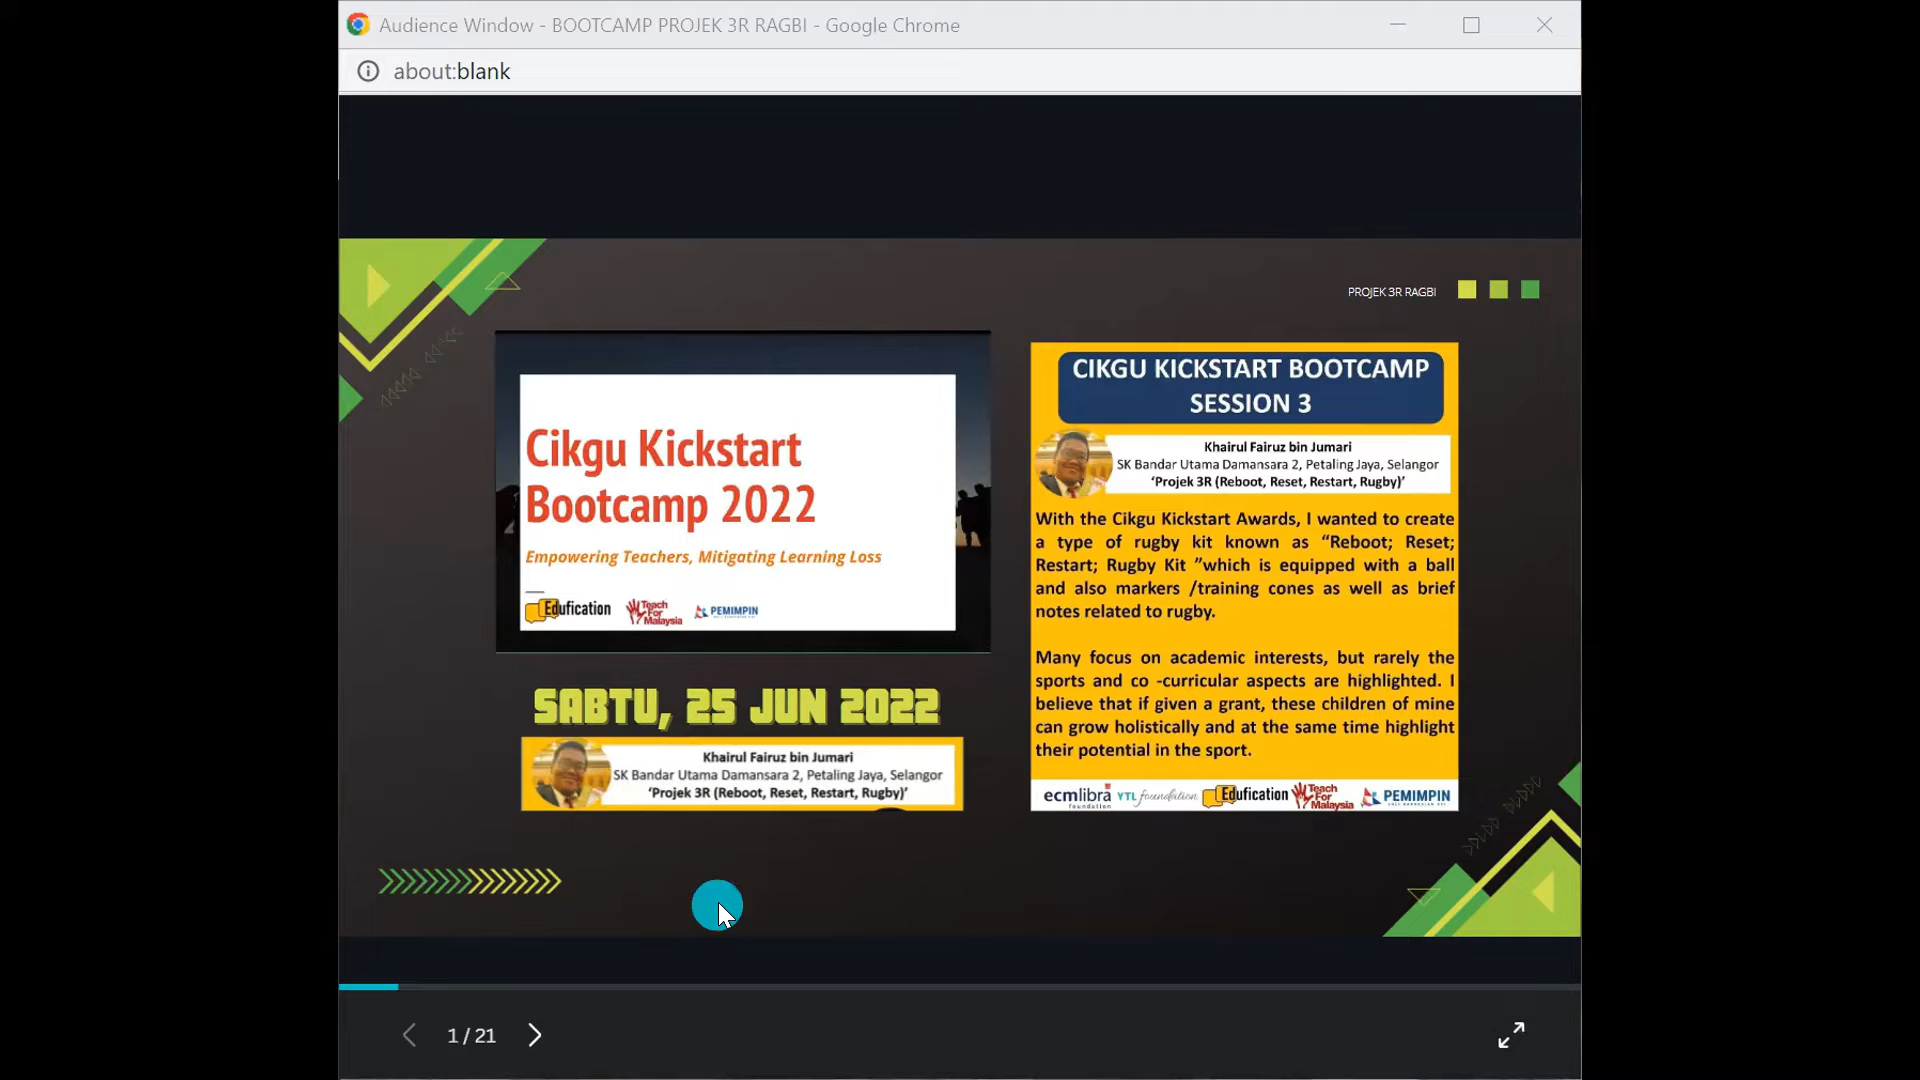 Audience Window - BOOTCAMP PROJEK 3R RAGBI - Google Chrome
about:blank
PROJEK 3R RAGBI
Cikgu Kickstart
Bootcamp 2022
Empowering Teachers, Mitigating Learning Loss
Edufication
Teach
For
Malaysia
PEMIMPIN
SABTU, 25 JUN 2022
Khairul Fairuz bin Jumari
SK Bandar Utama Damansara 2, Petaling Jaya, Selangor
‘Projek 3R (Reboot, Reset, Restart, Rugby)’
CIKGU KICKSTART BOOTCAMP
SESSION 3
Khairul Fairuz bin Jumari
SK Bandar Utama Damansara 2, Petaling Jaya, Selangor
‘Projek 3R (Reboot, Reset, Restart, Rugby)’
With the Cikgu Kickstart Awards, I wanted to create
a type of rugby kit known as “Reboot; Reset;
Restart; Rugby Kit ”which is equipped with a ball
and also markers /training cones as well as brief
notes related to rugby.
Many focus on academic interests, but rarely the
sports and co -curricular aspects are highlighted. I
believe that if given a grant, these children of mine
can grow holistically and at the same time highlight
their potential in the sport.
ecmlibra
foundation
YTL foundation
Edufication
Teach
For
Malaysia
PEMIMPIN
1 / 21